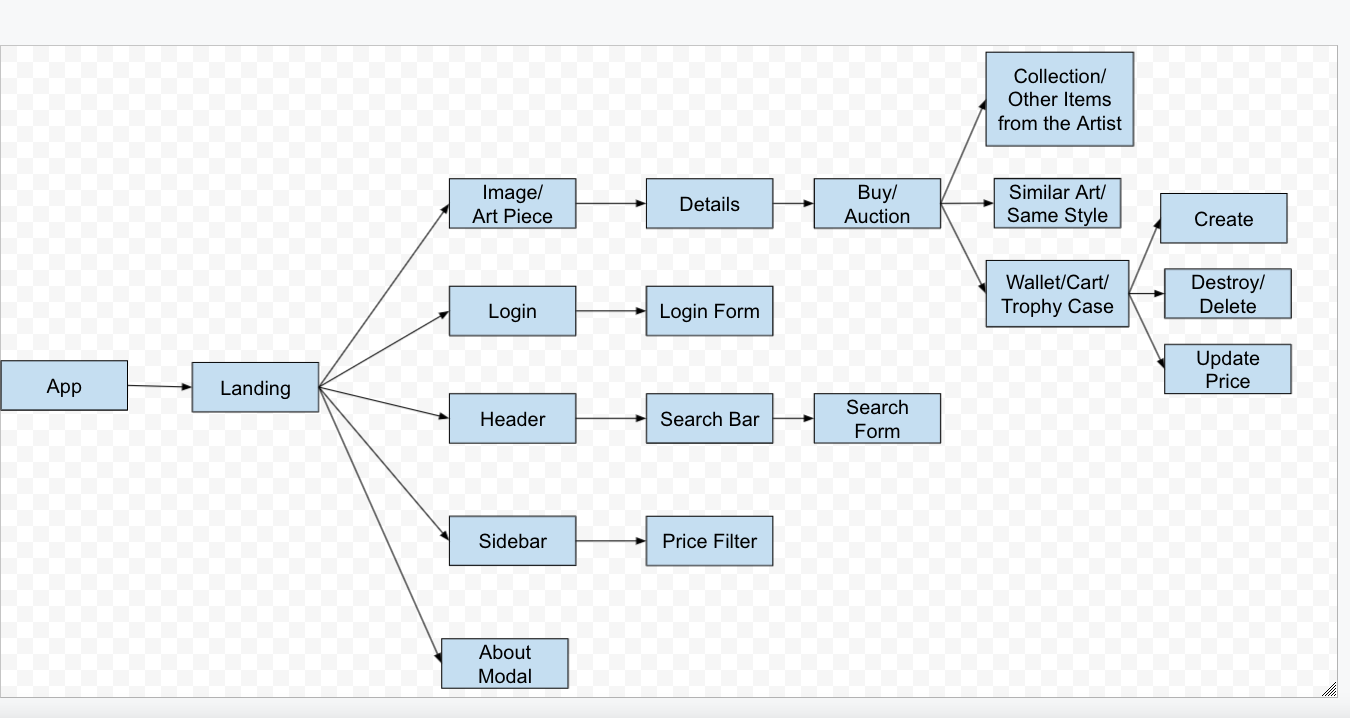 Collection/
Other Items
from the Artist
Image/
Art Piece
Details
Buy/
Auction
Similar Art/
Same Style
Create
Wallet/Cart/
Trophy Case
Destroy/
Delete
Login
Login Form
Update
Price
App
Landing
Header
Search Bar
Search
Form
Sidebar
Price Filter
About
Modal